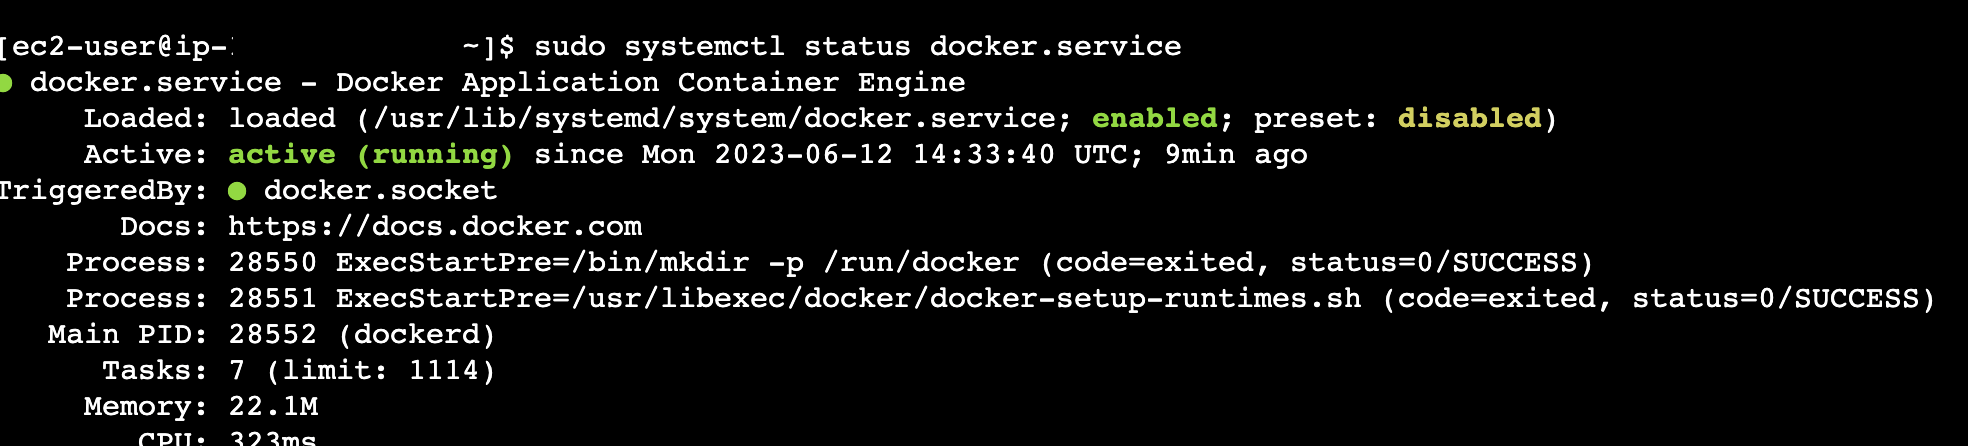 [ec2-user@ip- ~]$ sudo systemctl status docker.service
● docker.service - Docker Application Container Engine
Loaded: loaded (/usr/lib/systemd/system/docker.service; enabled; preset: disabled)
Active: active (running) since Mon 2023-06-12 14:33:40 UTC; 9min ago
TriggeredBy: ● docker.socket
Docs: https://docs.docker.com
Process: 28550 ExecStartPre=/bin/mkdir -p /run/docker (code=exited, status=0/SUCCESS)
Process: 28551 ExecStartPre=/usr/libexec/docker/docker-setup-runtimes.sh (code=exited, status=0/SUCCESS)
Main PID: 28552 (dockerd)
Tasks: 7 (limit: 1114)
Memory: 22.1M
CPU: 323ms